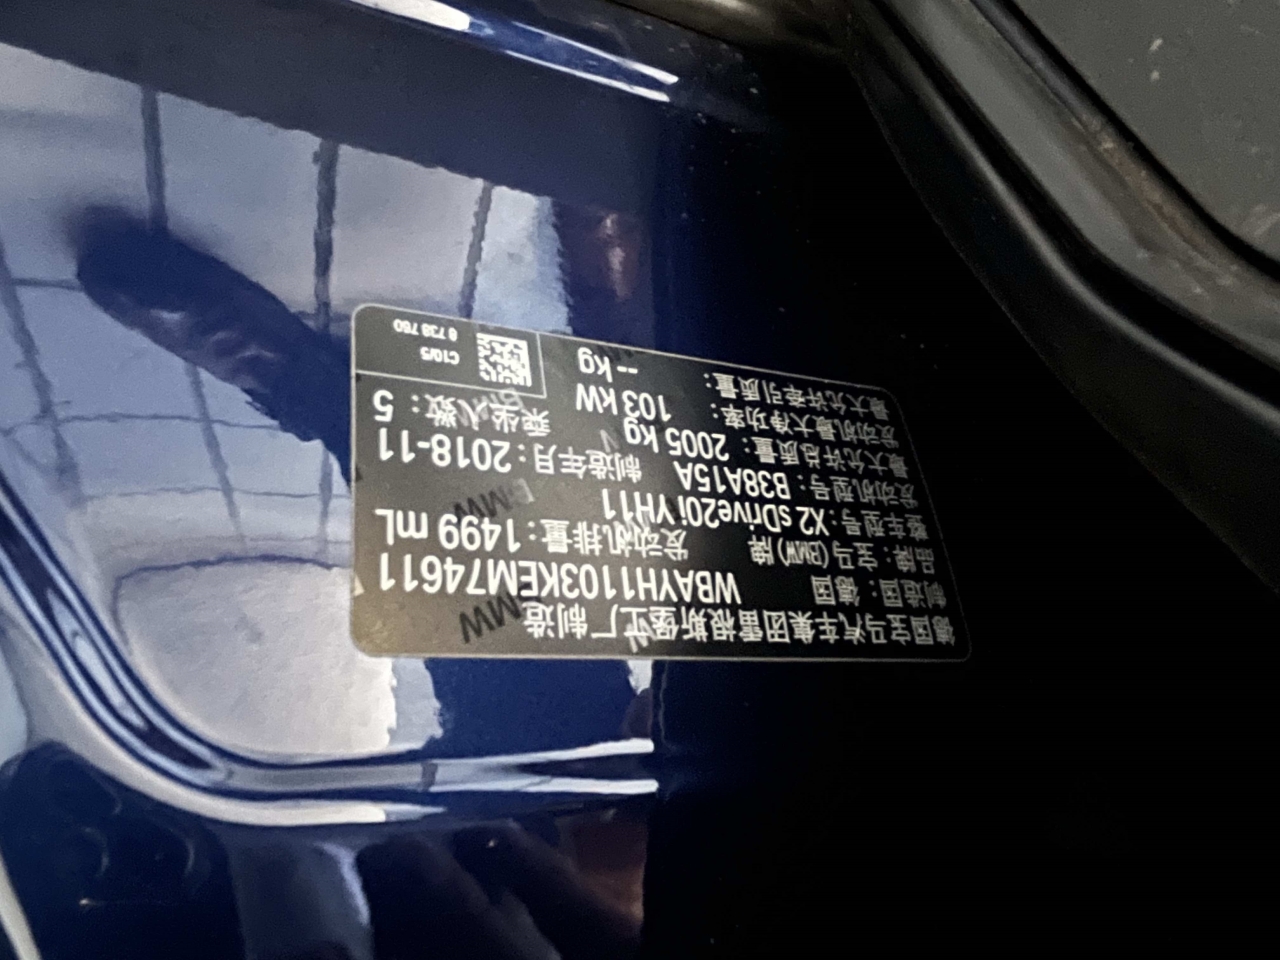 德国宝马汽车集团雷根斯堡工厂制造
制造国：德国 WBAYH1103KEM74611
品牌：宝马(BMW)牌 发动机排量：1499 mL
整车型号：X2 sDrive20i YH11
发动机型号：B38A15A 制造年月：2018-11
最大允许总质量：2005 kg 乘坐人数：5
发动机最大净功率：103 kW
最大允许牵引质量：-- kg
C10/5
8 738 760
BMW
BMW
BMW